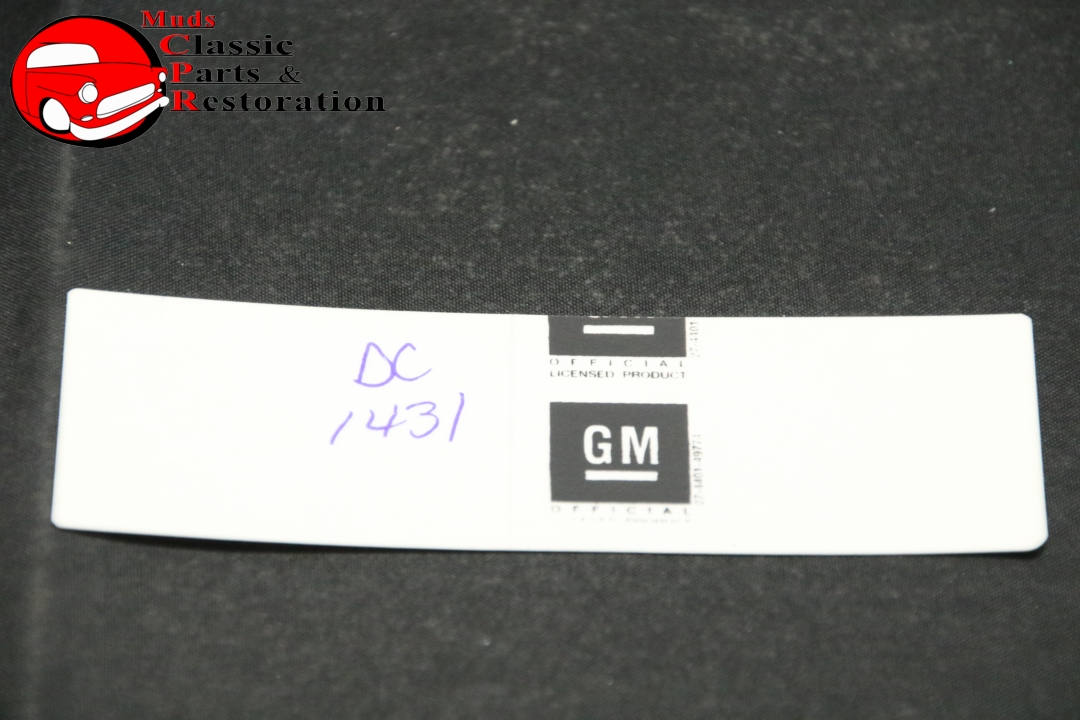 Muds
Classic
Parts &
Restoration
DC
1431
OFFICIAL
LICENSED PRODUCT
GM
OFFICIAL